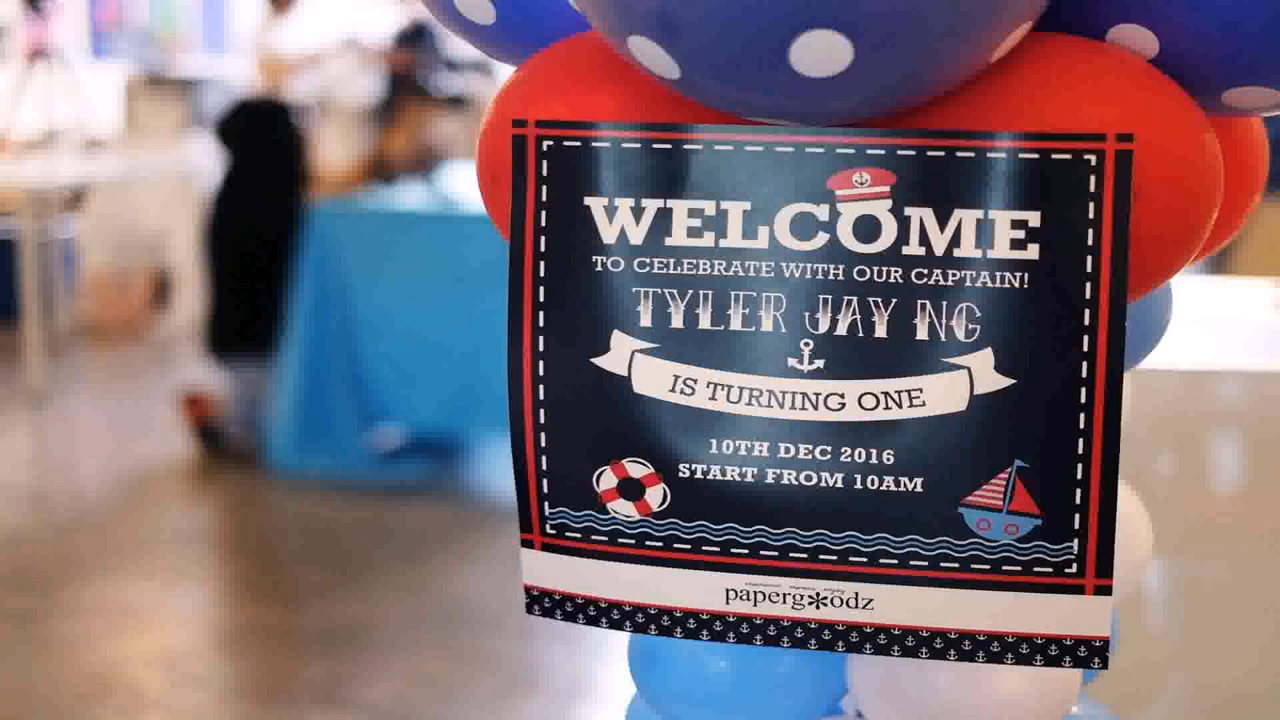 WELCOME
TO CELEBRATE WITH OUR CAPTAIN!
TYLER JAY NG
IS TURNING ONE
10TH DEC 2016
START FROM 10AM
papergoodz